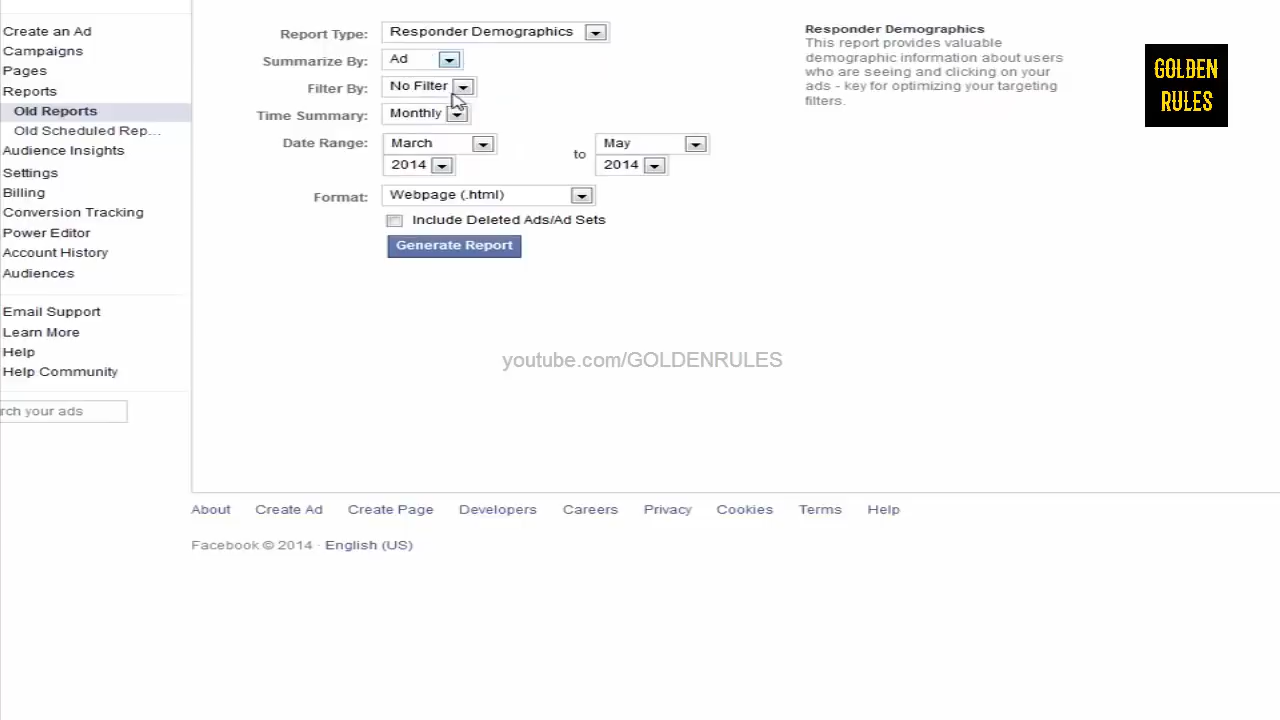 Create an Ad
Campaigns
Pages
Reports
Old Reports
Old Scheduled Rep...
Audience Insights
Settings
Billing
Conversion Tracking
Power Editor
Account History
Audiences
Email Support
Learn More
Help
Help Community
rch your ads
Report Type: Responder Demographics
Summarize By: Ad
Filter By: No Filter
Time Summary: Monthly
Date Range: March to May
2014 2014
Format: Webpage (.html)
Include Deleted Ads/Ad Sets
Generate Report
Responder Demographics
This report provides valuable
demographic information about users
who are seeing and clicking on your
ads - key for optimizing your targeting
filters.
GOLDEN
RULES
youtube.com/GOLDENRULES
About Create Ad Create Page Developers Careers Privacy Cookies Terms Help
Facebook © 2014 · English (US)